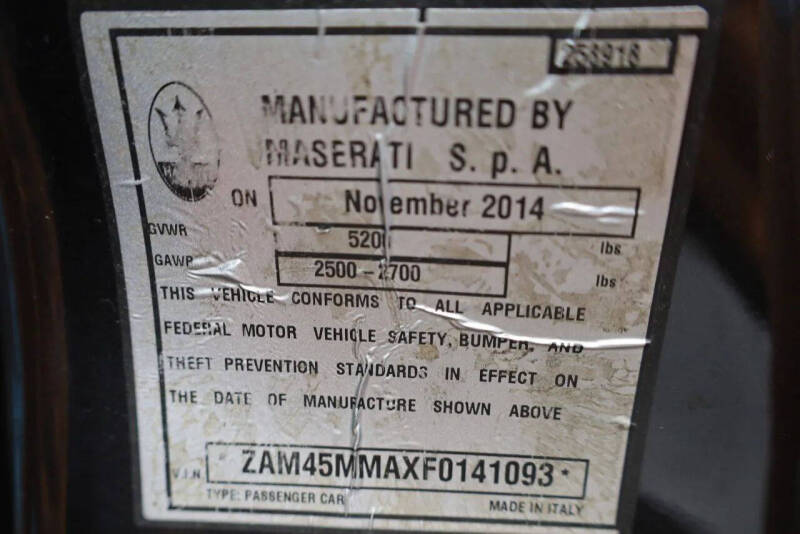 258918
MANUFACTURED BY
MASERATI S. p. A.
ON November 2014
GVWR 5200 lbs
GAWR 2500 - 2700 lbs
THIS VEHICLE CONFORMS TO ALL APPLICABLE
FEDERAL MOTOR VEHICLE SAFETY, BUMPER, AND
THEFT PREVENTION STANDARDS IN EFFECT ON
THE DATE OF MANUFACTURE SHOWN ABOVE
V.I.N. * ZAM45MMAXF0141093 *
TYPE: PASSENGER CAR MADE IN ITALY